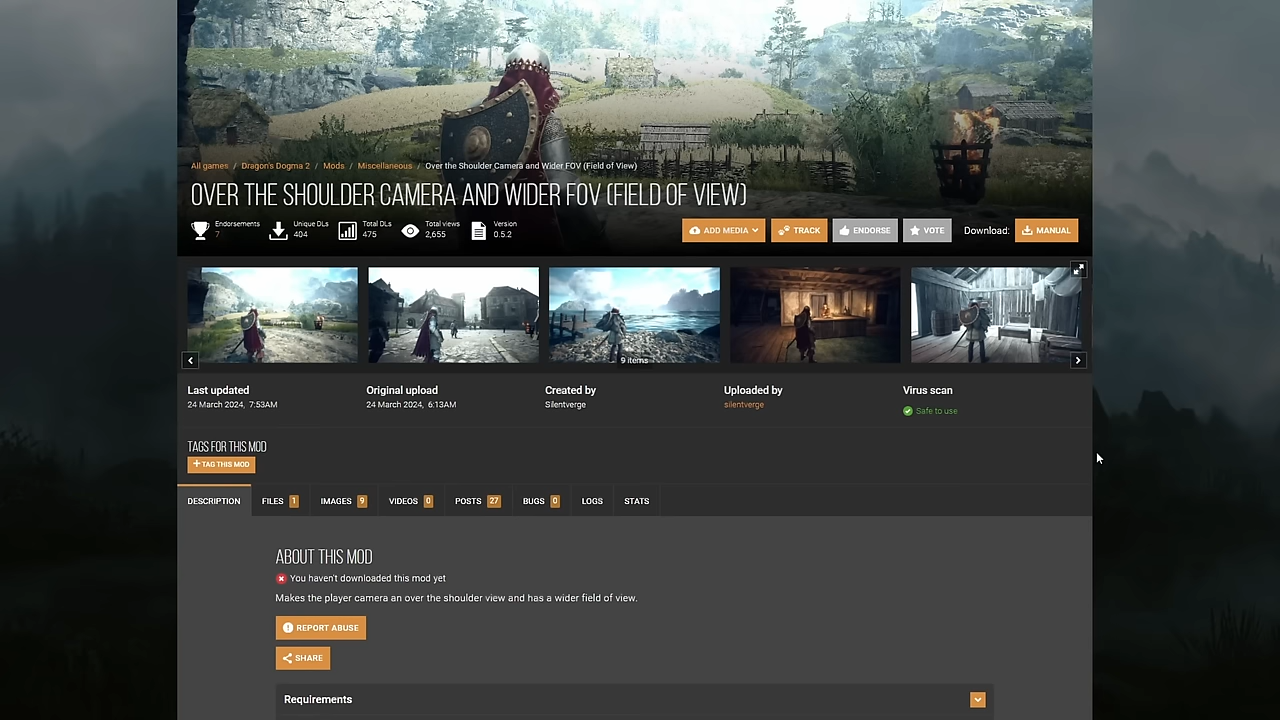 All games / Dragon's Dogma 2 / Mods / Miscellaneous / Over the Shoulder Camera and Wider FOV (Field of View)
OVER THE SHOULDER CAMERA AND WIDER FOV (FIELD OF VIEW)
Endorsements
7
Unique DLs
404
Total DLs
475
Total views
2,655
Version
0.5.2
ADD MEDIA
TRACK
ENDORSE
VOTE
Download:
MANUAL
9 items
Last updated
24 March 2024, 7:53AM
Original upload
24 March 2024, 6:13AM
Created by
Silentverge
Uploaded by
silentverge
Virus scan
Safe to use
TAGS FOR THIS MOD
+ TAG THIS MOD
DESCRIPTION
FILES 1
IMAGES 9
VIDEOS 0
POSTS 27
BUGS 0
LOGS
STATS
ABOUT THIS MOD
You haven't downloaded this mod yet
Makes the player camera an over the shoulder view and has a wider field of view.
REPORT ABUSE
SHARE
Requirements